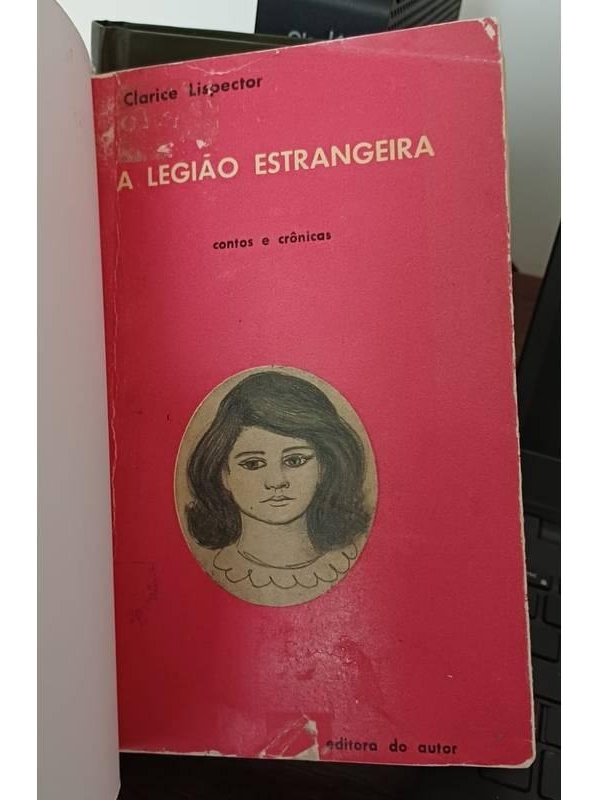 Clarice Lispector
A LEGIÃO ESTRANGEIRA
contos e crônicas
editora do autor